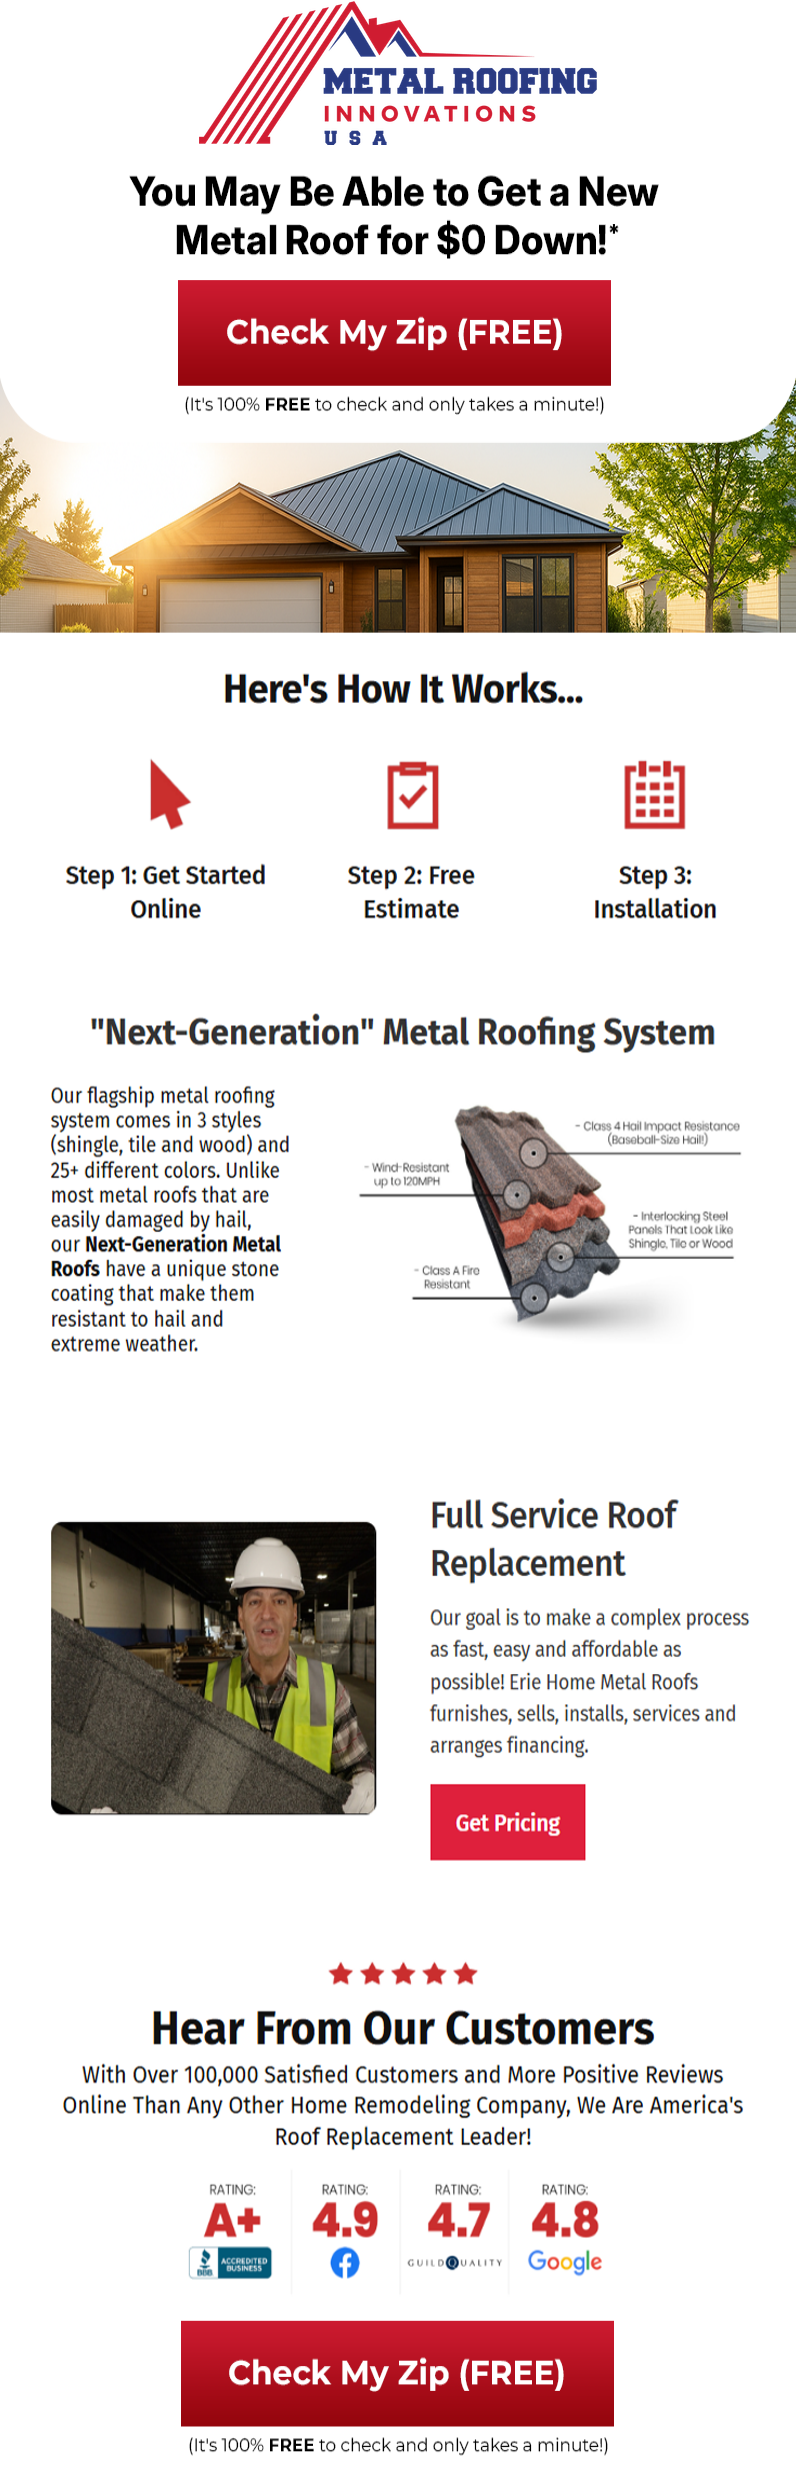 METAL ROOFING
INNOVATIONS
USA
You May Be Able to Get a New
Metal Roof for $0 Down!*
Check My Zip (FREE)
(It's 100% FREE to check and only takes a minute!)
Here's How It Works...
Step 1: Get Started
Online
Step 2: Free
Estimate
Step 3:
Installation
"Next-Generation" Metal Roofing System
Our flagship metal roofing
system comes in 3 styles
(shingle, tile and wood) and
25+ different colors. Unlike
most metal roofs that are
easily damaged by hail,
our Next-Generation Metal
Roofs have a unique stone
coating that make them
resistant to hail and
extreme weather.
- Class 4 Hail Impact Resistance
(Baseball-Size Hail!)
- Wind-Resistant
up to 120MPH
- Interlocking Steel
Panels That Look Like
Shingle, Tile or Wood
- Class A Fire
Resistant
Full Service Roof
Replacement
Our goal is to make a complex process
as fast, easy and affordable as
possible! Erie Home Metal Roofs
furnishes, sells, installs, services and
arranges financing.
Get Pricing
Hear From Our Customers
With Over 100,000 Satisfied Customers and More Positive Reviews
Online Than Any Other Home Remodeling Company, We Are America's
Roof Replacement Leader!
RATING:
A+
BBB
ACCREDITED
BUSINESS
RATING:
4.9
RATING:
4.7
GUILDQUALITY
RATING:
4.8
Google
Check My Zip (FREE)
(It's 100% FREE to check and only takes a minute!)